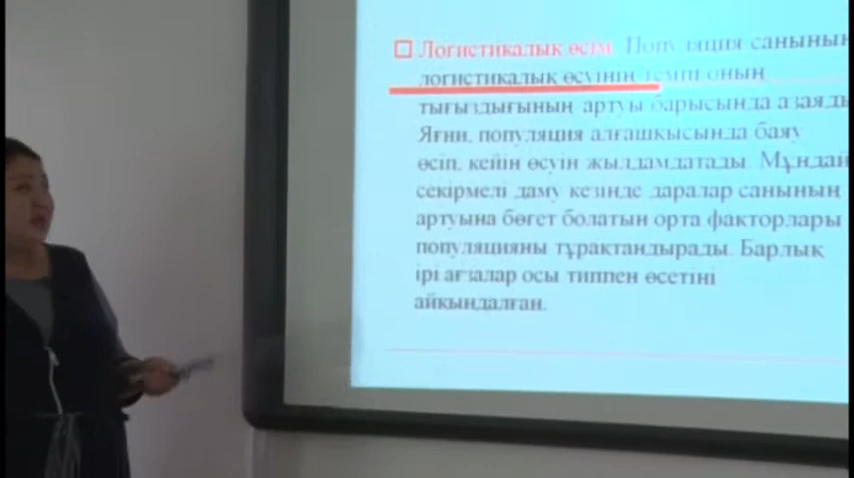 Логистикалық өсім. Популяция санының
логистикалық өсуінің темпі оның
тығыздығының артуы барысында азаяды
Яғни, популяция алғашқысында баяу
өсіп, кейін өсуін жылдамдатады. Мұндай
секірмелі даму кезінде даралар санының
артуына бөгет болатын орта факторлары
популяцияны тұрақтандырады. Барлық
ірі ағзалар осы типпен өсетіні
айқындалған.